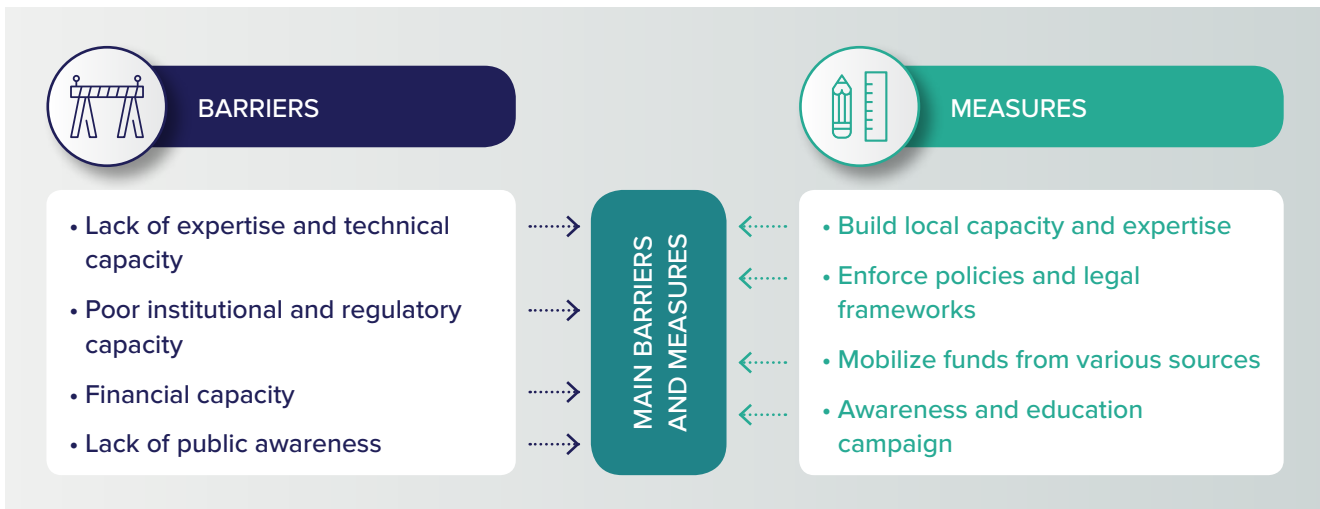 BARRIERS
• Lack of expertise and technical
capacity
• Poor institutional and regulatory
capacity
• Financial capacity
• Lack of public awareness
MAIN BARRIERS
AND MEASURES
MEASURES
• Build local capacity and expertise
• Enforce policies and legal
frameworks
• Mobilize funds from various sources
• Awareness and education
campaign